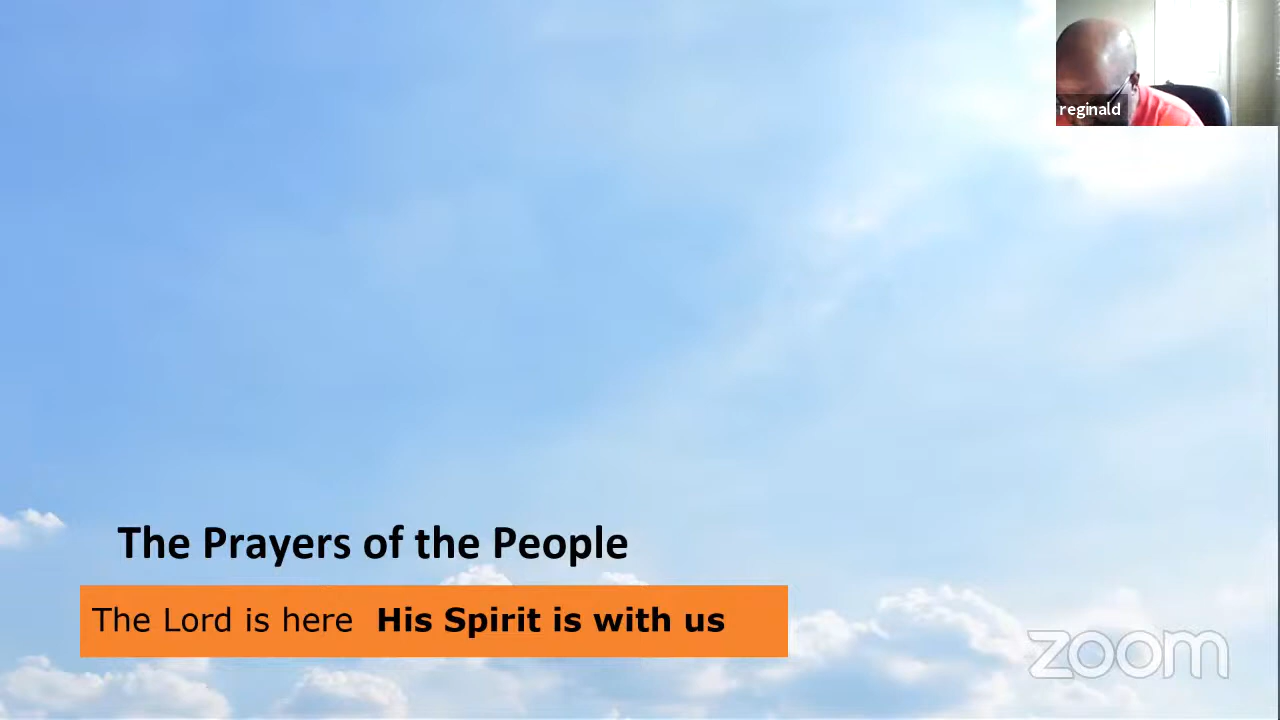 reginald
The Prayers of the People
The Lord is here His Spirit is with us
zoom